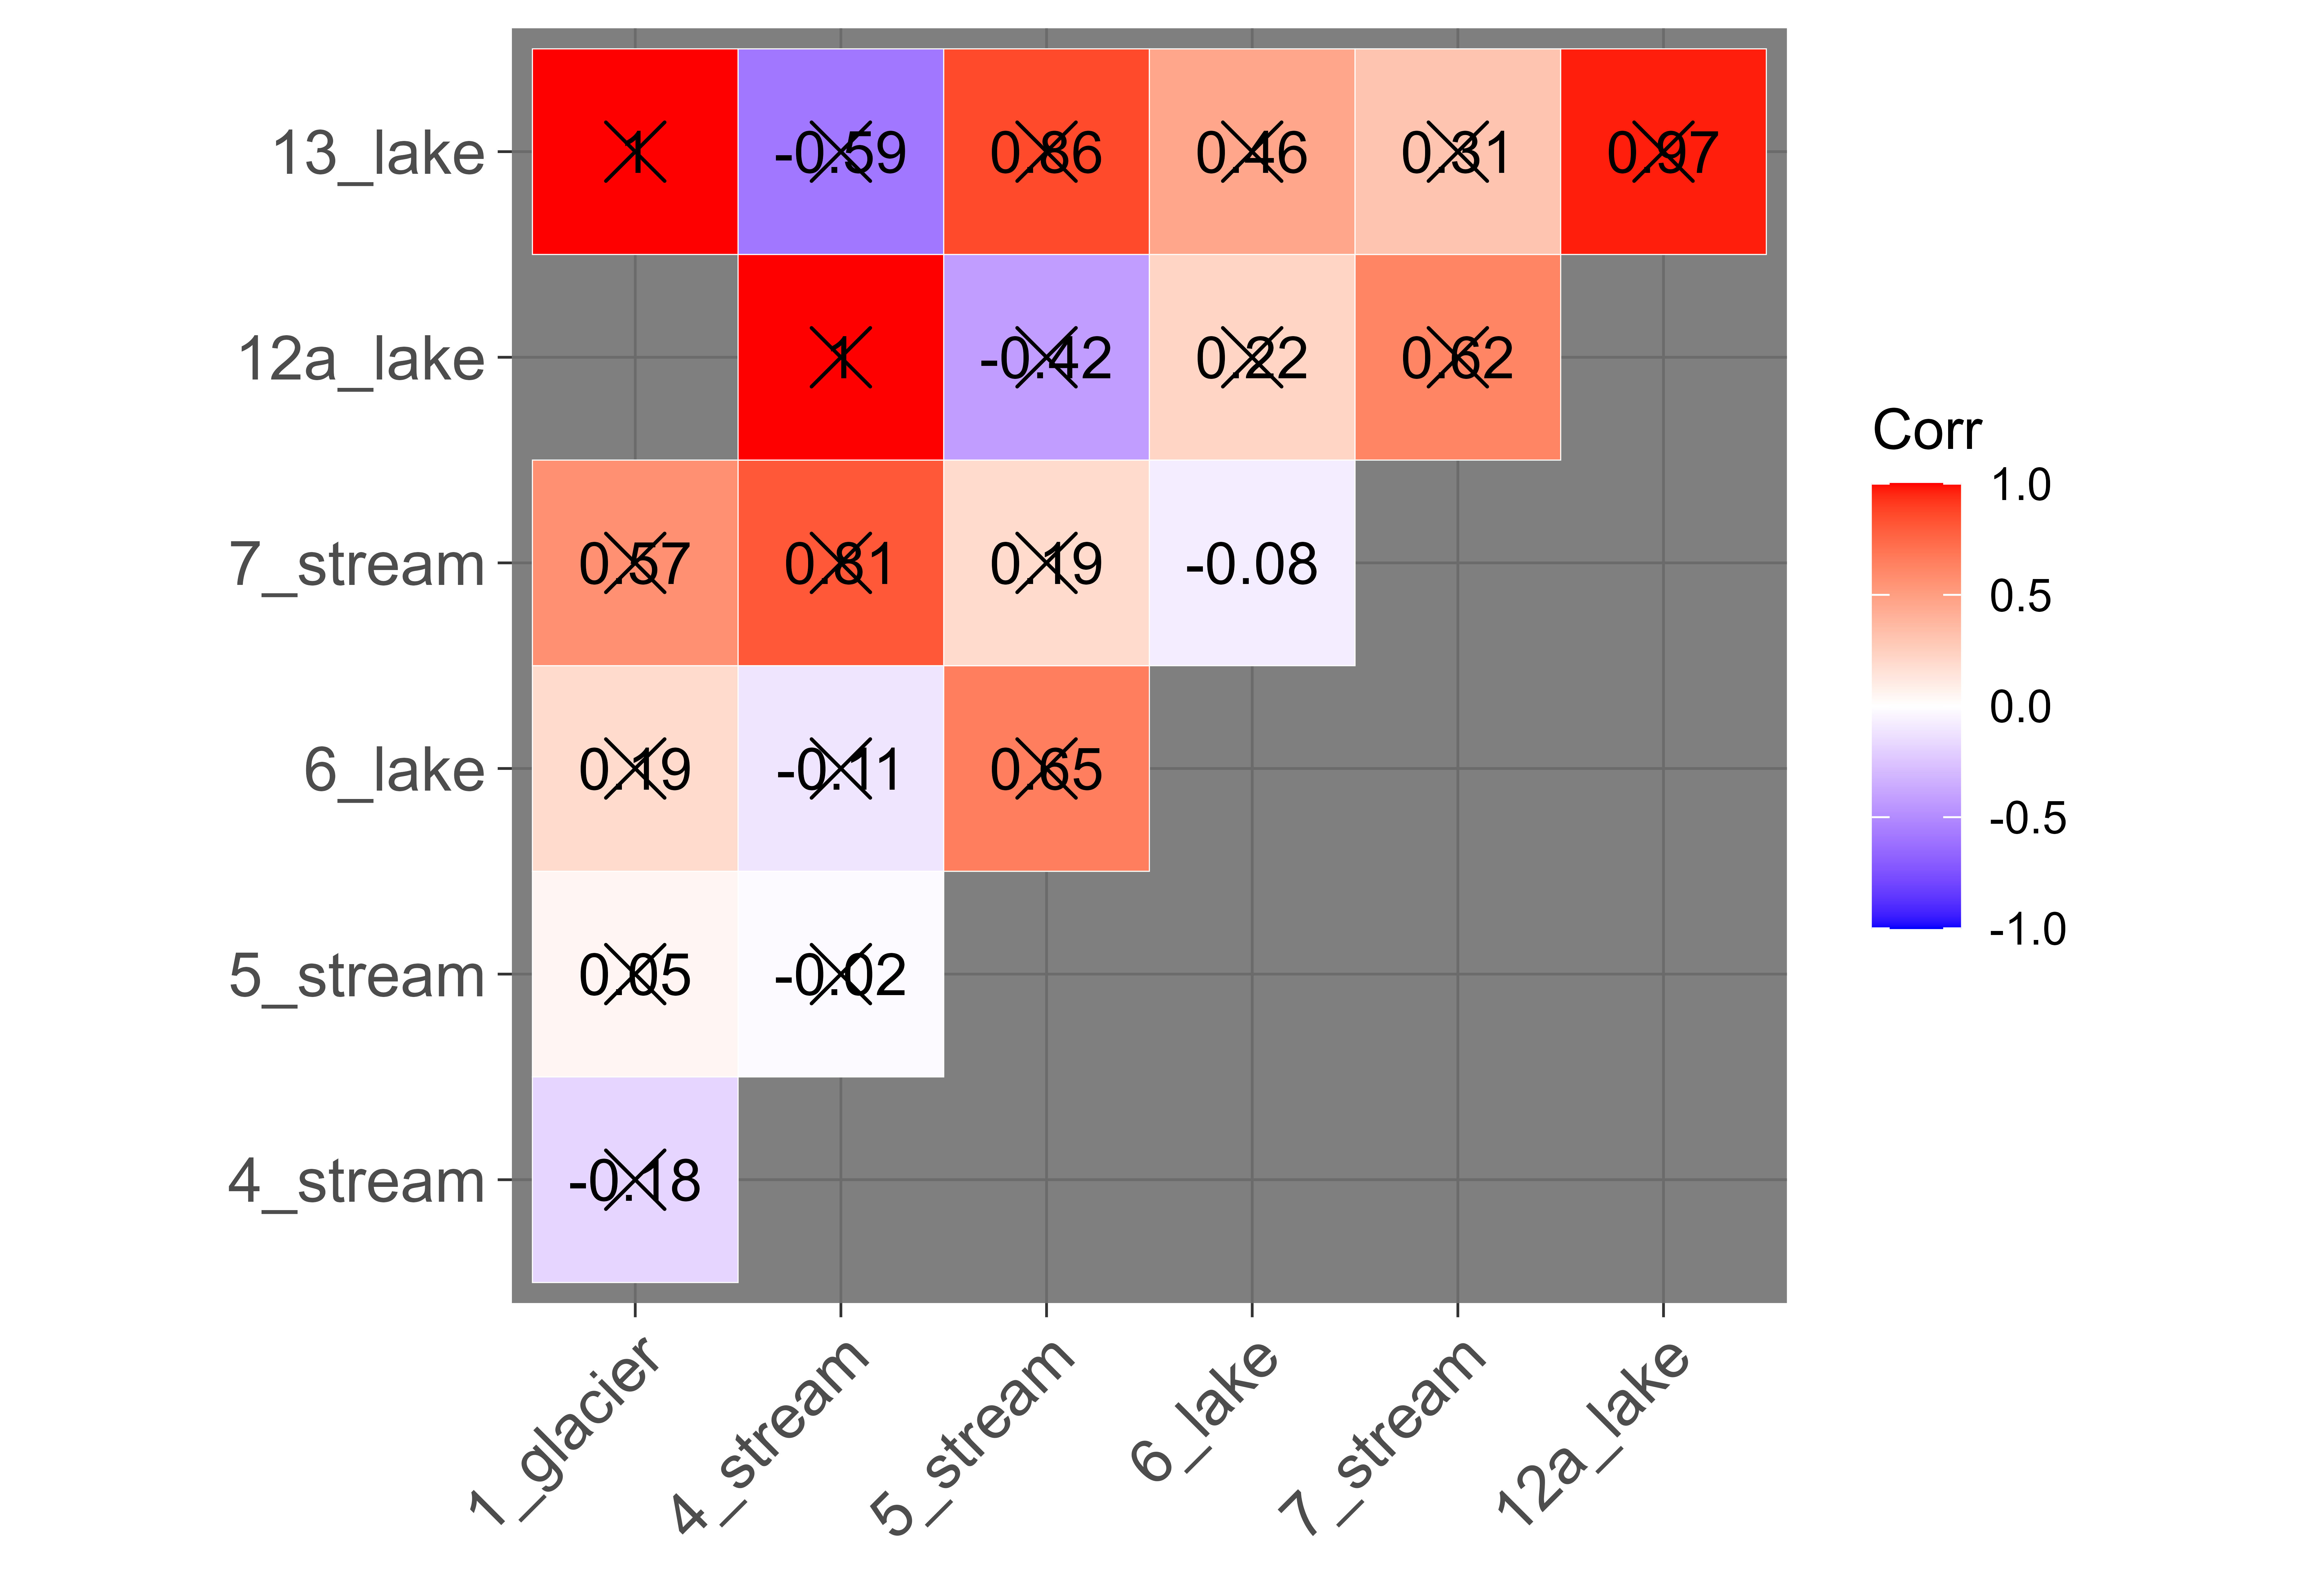 13_lake
1 -0.59 0.86 0.46 0.31 0.97
12a_lake
1 -0.42 0.22 0.62
7_stream
0.57 0.81 0.19 -0.08
6_lake
0.19 -0.11 0.65
5_stream
0.05 -0.02
4_stream
-0.18
1_glacier
4_stream
5_stream
6_lake
7_stream
12a_lake
Corr
1.0
0.5
0.0
-0.5
-1.0